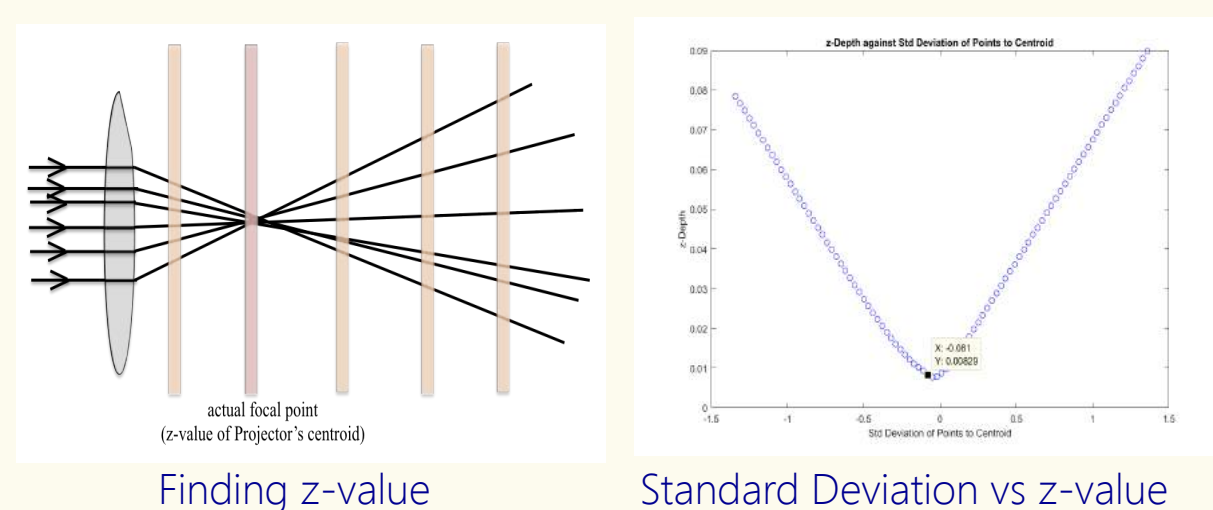 actual focal point
(z-value of Projector's centroid)
Finding z-value
z-Depth against Std Deviation of Points to Centroid
0.09
0.08
0.07
0.06
0.05
0.04
0.03
0.02
0.01
0
z-Depth
X: -0.081
Y: 0.00829
-1.5
-1
-0.5
0
0.5
1
1.5
Std Deviation of Points to Centroid
Standard Deviation vs z-value